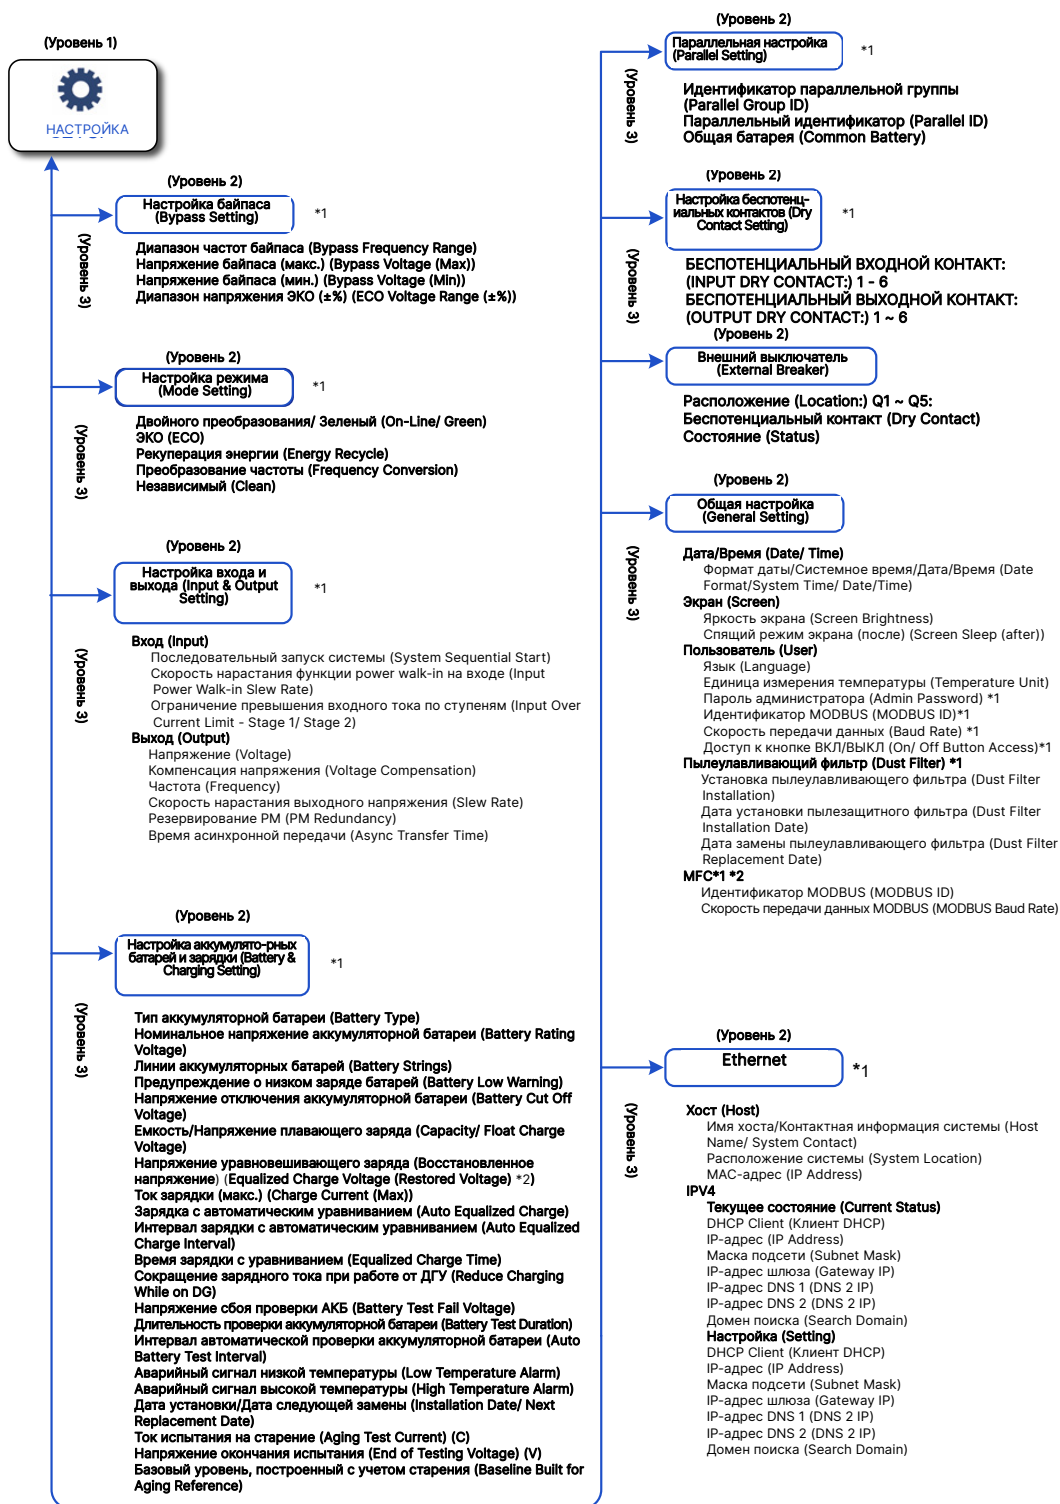 (Уровень 1)
НАСТРОЙКА
(Уровень 2)
Настройка байпаса
(Bypass Setting)
*1
(Уровень 3)
Диапазон частот байпаса (Bypass Frequency Range)
Напряжение байпаса (макс.) (Bypass Voltage (Max))
Напряжение байпаса (мин.) (Bypass Voltage (Min))
Диапазон напряжения ЭКО (±%) (ECO Voltage Range (±%))
(Уровень 2)
Настройка режима
(Mode Setting)
*1
(Уровень 3)
Двойного преобразования/ Зеленый (On-Line/ Green)
ЭКО (ECO)
Рекуперация энергии (Energy Recycle)
Преобразование частоты (Frequency Conversion)
Независимый (Clean)
(Уровень 2)
Настройка входа и
выхода (Input & Output
Setting)
*1
(Уровень 3)
Вход (Input)
Последовательный запуск системы (System Sequential Start)
Скорость нарастания функции power walk-in на входе (Input
Power Walk-in Slew Rate)
Ограничение превышения входного тока по ступеням (Input Over
Current Limit - Stage 1/ Stage 2)
Выход (Output)
Напряжение (Voltage)
Компенсация напряжения (Voltage Compensation)
Частота (Frequency)
Скорость нарастания выходного напряжения (Slew Rate)
Резервирование PM (PM Redundancy)
Время асинхронной передачи (Async Transfer Time)
(Уровень 2)
Настройка аккумулято-рных
батарей и зарядки (Battery &
Charging Setting)
*1
(Уровень 3)
Тип аккумуляторной батареи (Battery Type)
Номинальное напряжение аккумуляторной батареи (Battery Rating
Voltage)
Линии аккумуляторных батарей (Battery Strings)
Предупреждение о низком заряде батарей (Battery Low Warning)
Напряжение отключения аккумуляторной батареи (Battery Cut Off
Voltage)
Емкость/Напряжение плавающего заряда (Capacity/ Float Charge
Voltage)
Напряжение уравновешивающего заряда (Восстановленное
напряжение) (Equalized Charge Voltage (Restored Voltage) *2)
Ток зарядки (макс.) (Charge Current (Max))
Зарядка с автоматическим уравниванием (Auto Equalized Charge)
Интервал зарядки с автоматическим уравниванием (Auto Equalized
Charge Interval)
Время зарядки с уравниванием (Equalized Charge Time)
Сокращение зарядного тока при работе от ДГУ (Reduce Charging
While on DG)
Напряжение сбоя проверки АКБ (Battery Test Fail Voltage)
Длительность проверки аккумуляторной батареи (Battery Test Duration)
Интервал автоматической проверки аккумуляторной батареи (Auto
Battery Test Interval)
Аварийный сигнал низкой температуры (Low Temperature Alarm)
Аварийный сигнал высокой температуры (High Temperature Alarm)
Дата установки/Дата следующей замены (Installation Date/ Next
Replacement Date)
Ток испытания на старение (Aging Test Current) (C)
Напряжение окончания испытания (End of Testing Voltage) (V)
Базовый уровень, построенный с учетом старения (Baseline Built for
Aging Reference)
(Уровень 2)
Параллельная настройка
(Parallel Setting)
*1
(Уровень 3)
Идентификатор параллельной группы
(Parallel Group ID)
Параллельный идентификатор (Parallel ID)
Общая батарея (Common Battery)
(Уровень 2)
Настройка беспотенц-
иальных контактов (Dry
Contact Setting)
*1
(Уровень 3)
БЕСПОТЕНЦИАЛЬНЫЙ ВХОДНОЙ КОНТАКТ:
(INPUT DRY CONTACT:) 1 - 6
БЕСПОТЕНЦИАЛЬНЫЙ ВЫХОДНОЙ КОНТАКТ:
(OUTPUT DRY CONTACT:) 1 ~ 6
(Уровень 2)
Внешний выключатель
(External Breaker)
Расположение (Location:) Q1 ~ Q5:
Беспотенциальный контакт (Dry Contact)
Состояние (Status)
(Уровень 2)
Общая настройка
(General Setting)
(Уровень 3)
Дата/Время (Date/ Time)
Формат даты/Системное время/Дата/Время (Date
Format/System Time/ Date/Time)
Экран (Screen)
Яркость экрана (Screen Brightness)
Спящий режим экрана (после) (Screen Sleep (after))
Пользователь (User)
Язык (Language)
Единица измерения температуры (Temperature Unit)
Пароль администратора (Admin Password) *1
Идентификатор MODBUS (MODBUS ID)*1
Скорость передачи данных (Baud Rate) *1
Доступ к кнопке ВКЛ/ВЫКЛ (On/ Off Button Access)*1
Пылеулавливающий фильтр (Dust Filter) *1
Установка пылеулавливающего фильтра (Dust Filter
Installation)
Дата установки пылезащитного фильтра (Dust Filter
Installation Date)
Дата замены пылеулавливающего фильтра (Dust Filter
Replacement Date)
MFC*1 *2
Идентификатор MODBUS (MODBUS ID)
Скорость передачи данных MODBUS (MODBUS Baud Rate)
(Уровень 2)
Ethernet
*1
(Уровень 3)
Хост (Host)
Имя хоста/Контактная информация системы (Host
Name/ System Contact)
Расположение системы (System Location)
MAC-адрес (IP Address)
IPV4
Текущее состояние (Current Status)
DHCP Client (Клиент DHCP)
IP-адрес (IP Address)
Маска подсети (Subnet Mask)
IP-адрес шлюза (Gateway IP)
IP-адрес DNS 1 (DNS 2 IP)
IP-адрес DNS 2 (DNS 2 IP)
Домен поиска (Search Domain)
Настройка (Setting)
DHCP Client (Клиент DHCP)
IP-адрес (IP Address)
Маска подсети (Subnet Mask)
IP-адрес шлюза (Gateway IP)
IP-адрес DNS 1 (DNS 2 IP)
IP-адрес DNS 2 (DNS 2 IP)
Домен поиска (Search Domain)